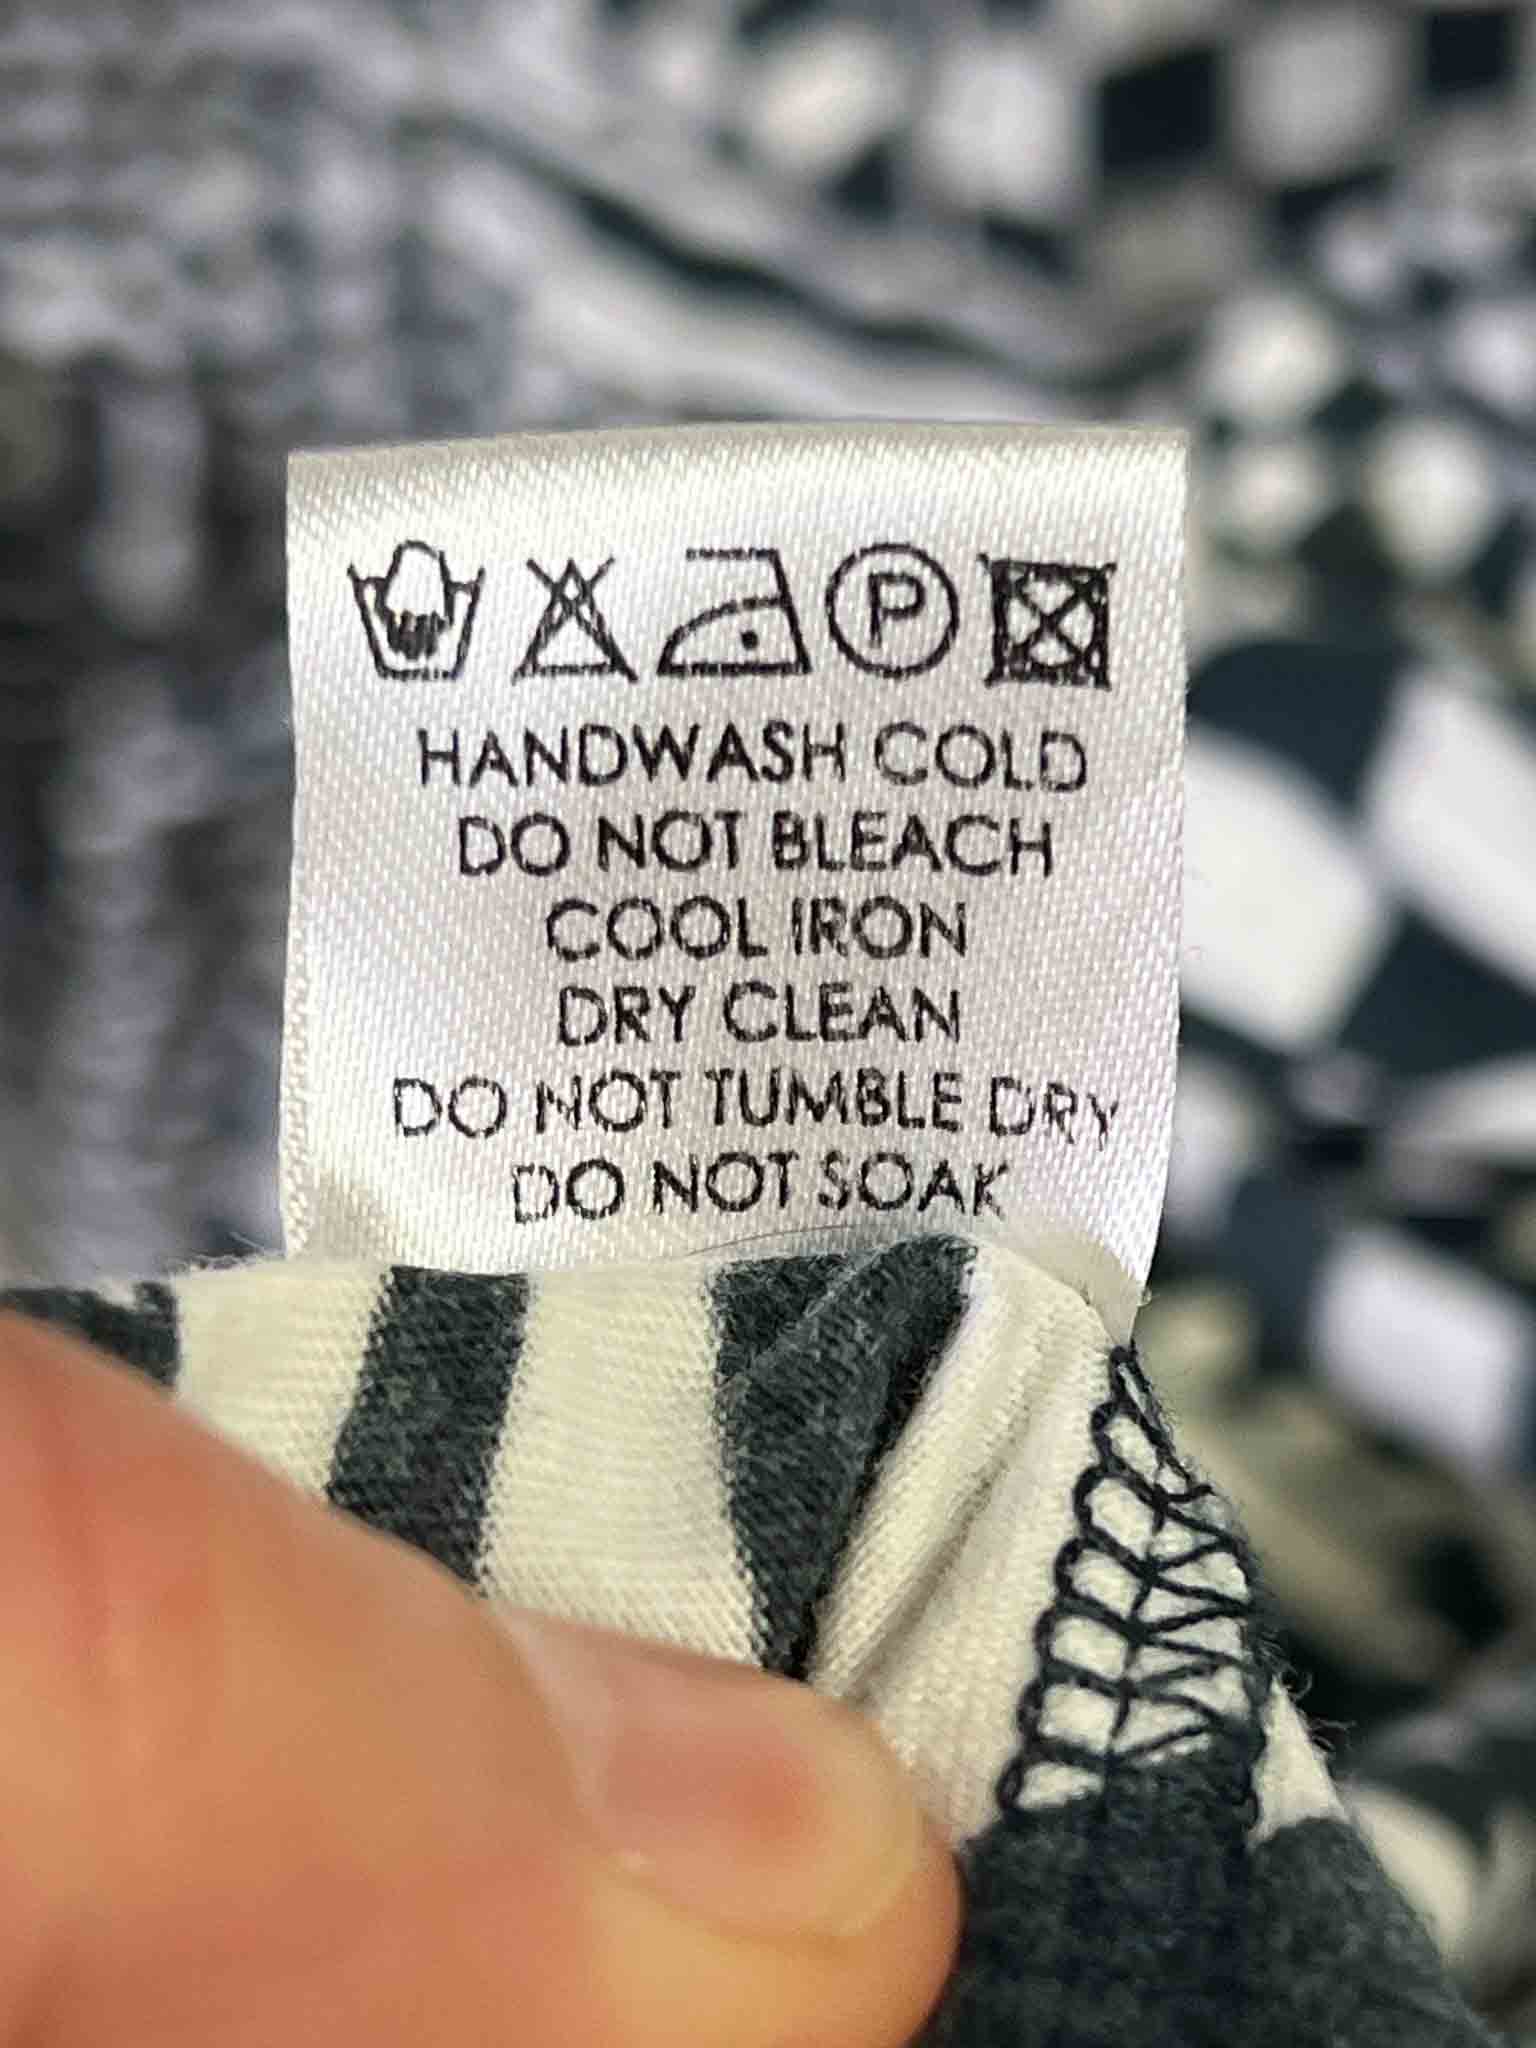 P
HANDWASH COLD
DO NOT BLEACH
COOL IRON
DRY CLEAN
DO NOT TUMBLE DRY
DO NOT SOAK